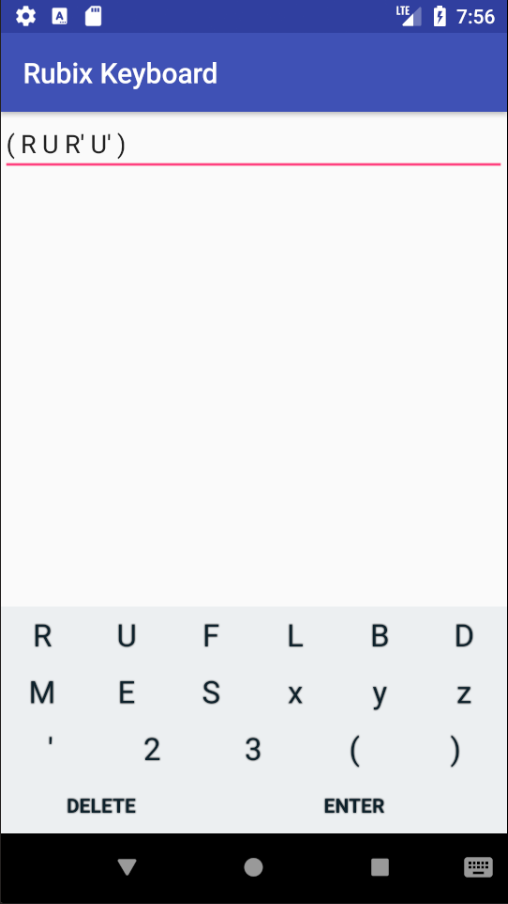 LTE 7:56
Rubix Keyboard
( R U R' U' )
R U F L B D
M E S x y z
' 2 3 ( )
DELETE ENTER